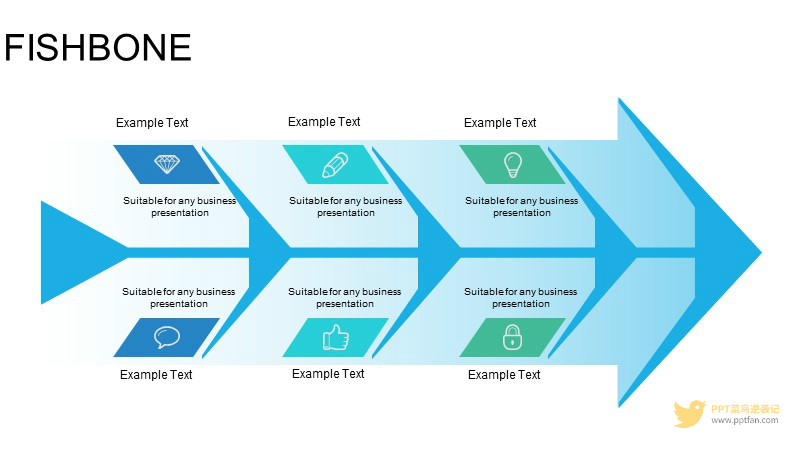 FISHBONE
Example Text
Example Text
Example Text
Suitable for any business
presentation
Suitable for any business
presentation
Suitable for any business
presentation
Suitable for any business
presentation
Suitable for any business
presentation
Suitable for any business
presentation
Example Text
Example Text
Example Text
PPT菜鸟逆袭记
www.pptfan.com